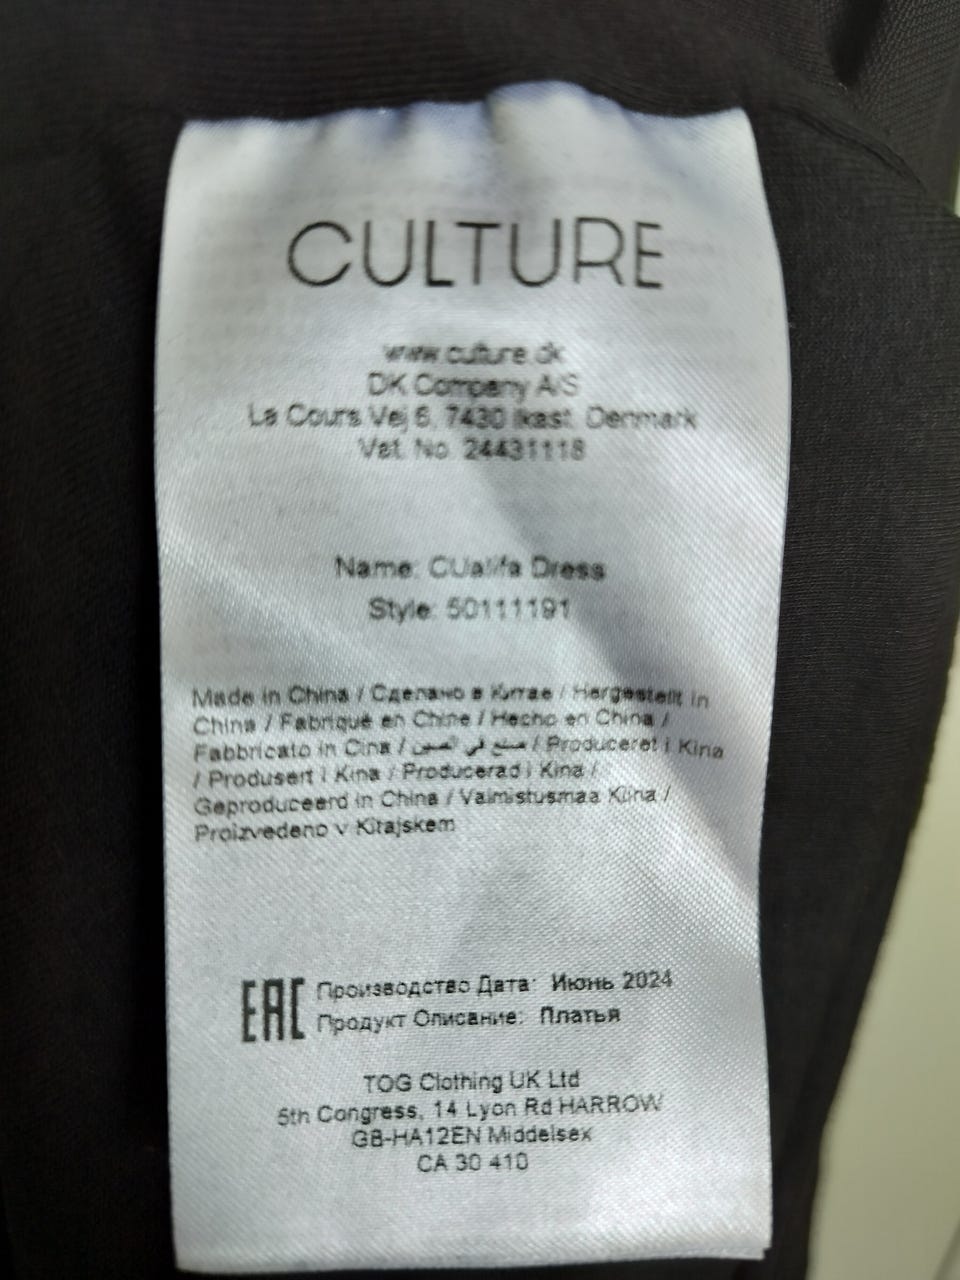 CULTURE
www.culture.dk
DK Company A/S
La Cours Vej 6, 7430 Ikast, Denmark
Vat. No. 24431118
Name: CUalifa Dress
Style: 50111191
Made in China / Сделано в Китае / Hergestellt in
China / Fabriqué en Chine / Hecho en China /
Fabbricato in Cina / صنع في الصين / Produceret i Kina
/ Produsert i Kina / Producerad i Kina /
Geproduceerd in China / Valmistusmaa Kiina /
Proizvedeno v Kitajskem
EAC Производство Дата: Июнь 2024
Продукт Описание: Платья
TOG Clothing UK Ltd
5th Congress, 14 Lyon Rd HARROW
GB-HA12EN Middelsex
CA 30 410